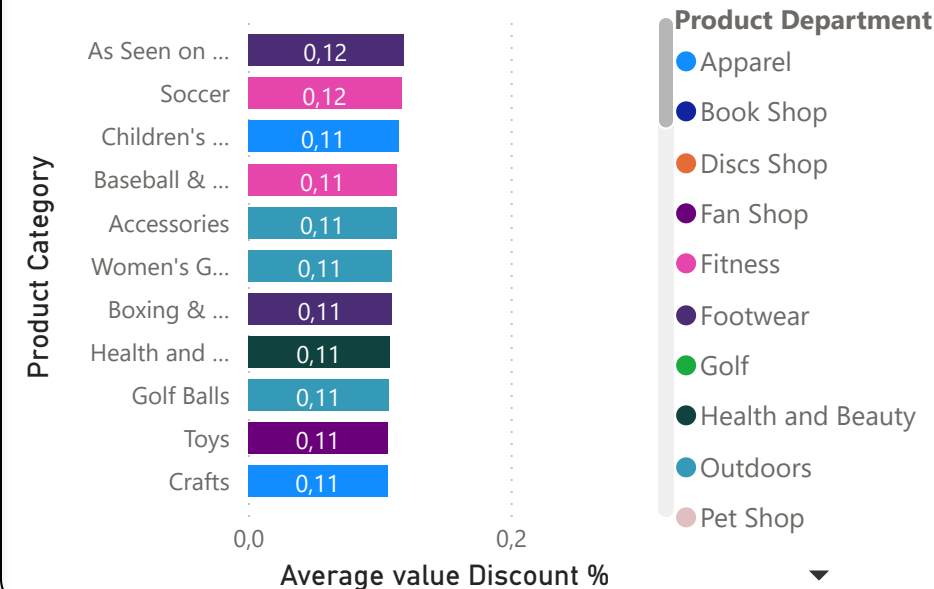 Product Category
As Seen on ...
0,12
Soccer
0,12
Children's ...
0,11
Baseball & ...
0,11
Accessories
0,11
Women's G...
0,11
Boxing & ...
0,11
Health and ...
0,11
Golf Balls
0,11
Toys
0,11
Crafts
0,11
0,0
0,2
Average value Discount %
Product Department
Apparel
Book Shop
Discs Shop
Fan Shop
Fitness
Footwear
Golf
Health and Beauty
Outdoors
Pet Shop